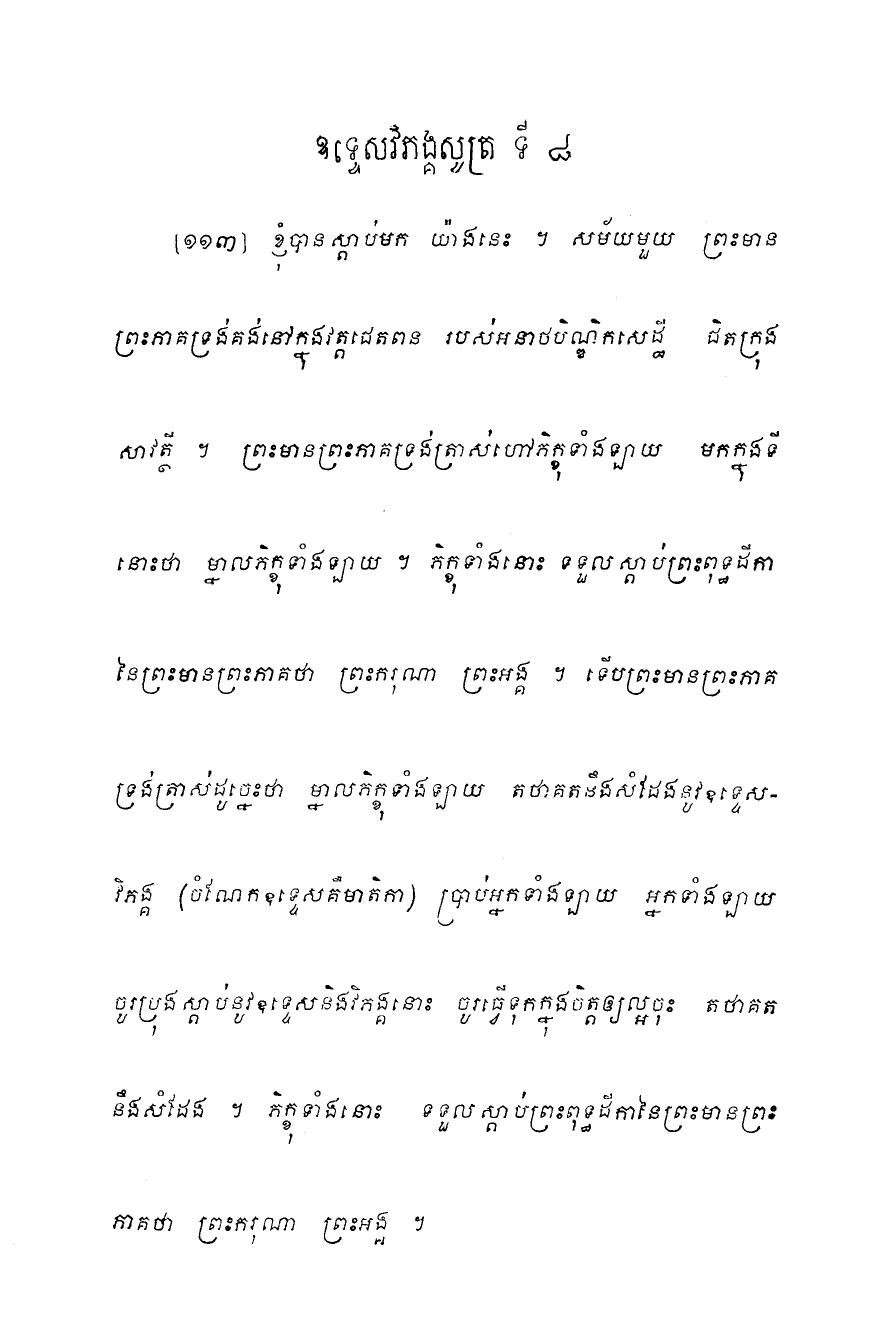 ឧទ្ទេសវិភង្គសូត្រ ទី ៨
[១១៣] ខ្ញុំបានស្តាប់មក យ៉ាងនេះ ។ សម័យមួយ ព្រះមាន
ព្រះភាគទ្រង់គង់នៅក្នុងវត្តជេតពន របស់អនាថបិណ្ឌិកសេដ្ឋី ជិតក្រុង
សាវត្ថី ។ ព្រះមានព្រះភាគទ្រង់ត្រាស់ហៅភិក្ខុទាំងឡាយ មកក្នុងទី
នោះថា ម្នាលភិក្ខុទាំងឡាយ ។ ភិក្ខុទាំងនោះ ទទួលស្តាប់ព្រះពុទ្ធដីកា
នៃព្រះមានព្រះភាគថា ព្រះករុណា ព្រះអង្គ ។ ទើបព្រះមានព្រះភាគ
ទ្រង់ត្រាស់ដូច្នេះថា ម្នាលភិក្ខុទាំងឡាយ តថាគតនឹងសំដែងនូវឧទ្ទេស-
វិភង្គ (ចំណែកឧទ្ទេសគឺមាតិកា) ប្រាប់អ្នកទាំងឡាយ អ្នកទាំងឡាយ
ចូរប្រុងស្តាប់នូវឧទ្ទេសនិងវិភង្គនោះ ចូរធ្វើទុកក្នុងចិត្តឲ្យល្អចុះ តថាគត
នឹងសំដែង ។ ភិក្ខុទាំងនោះ ទទួលស្តាប់ព្រះពុទ្ធដីកានៃព្រះមានព្រះ
ភាគថា ព្រះករុណា ព្រះអង្គ ។